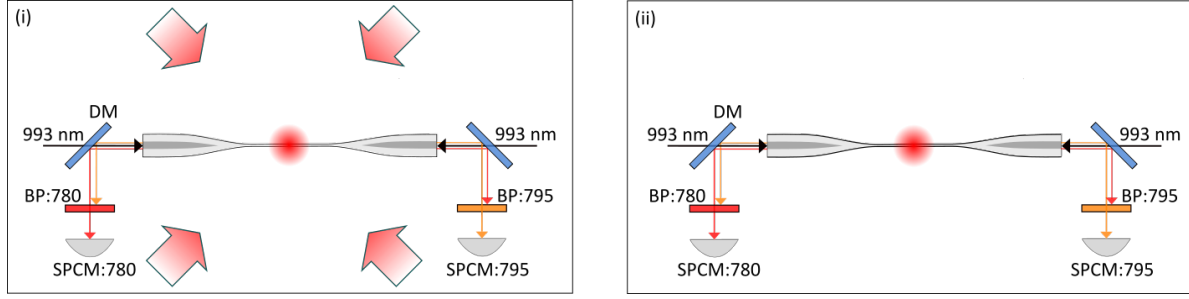 (i)
DM
993 nm
993 nm
BP:780
BP:795
SPCM:780
SPCM:795
(ii)
DM
993 nm
993 nm
BP:780
BP:795
SPCM:780
SPCM:795